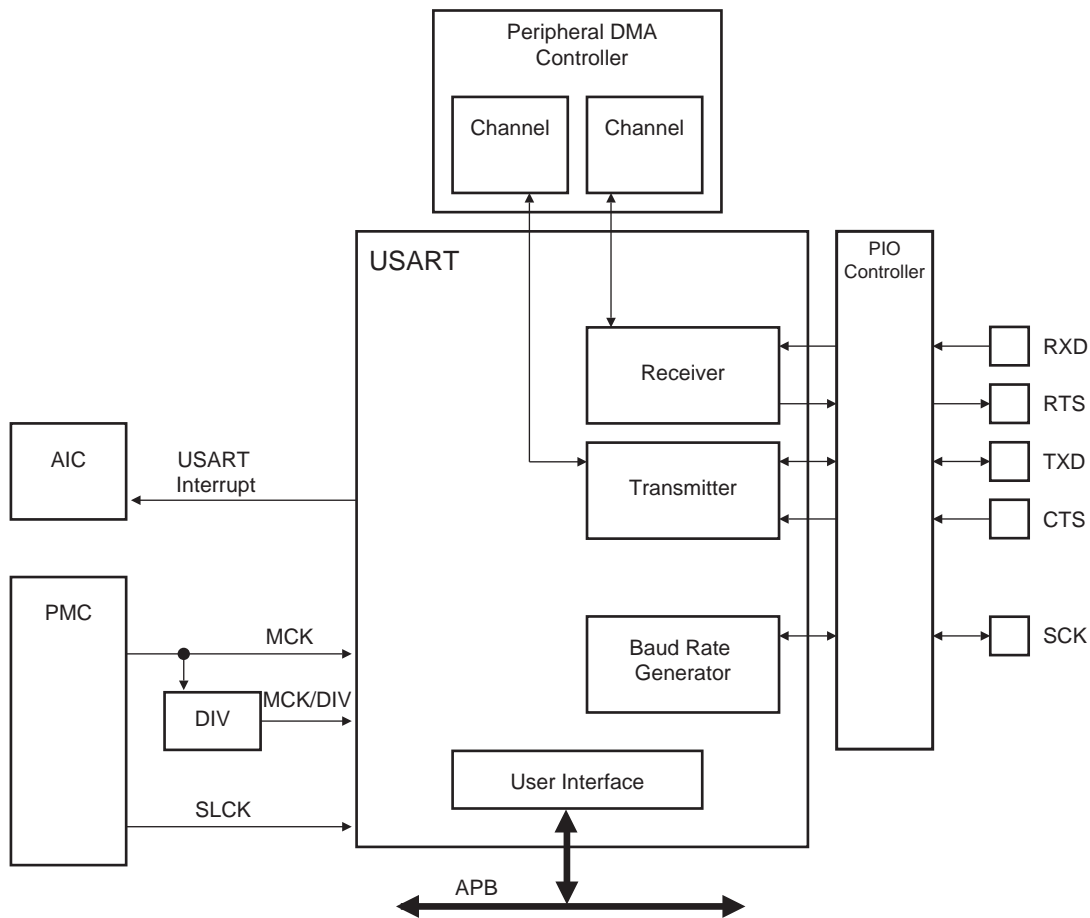 Peripheral DMA
Controller
Channel
Channel
USART
PIO
Controller
Receiver
RXD
RTS
AIC
USART
Interrupt
Transmitter
TXD
CTS
PMC
MCK
Baud Rate
Generator
SCK
MCK/DIV
DIV
User Interface
SLCK
APB